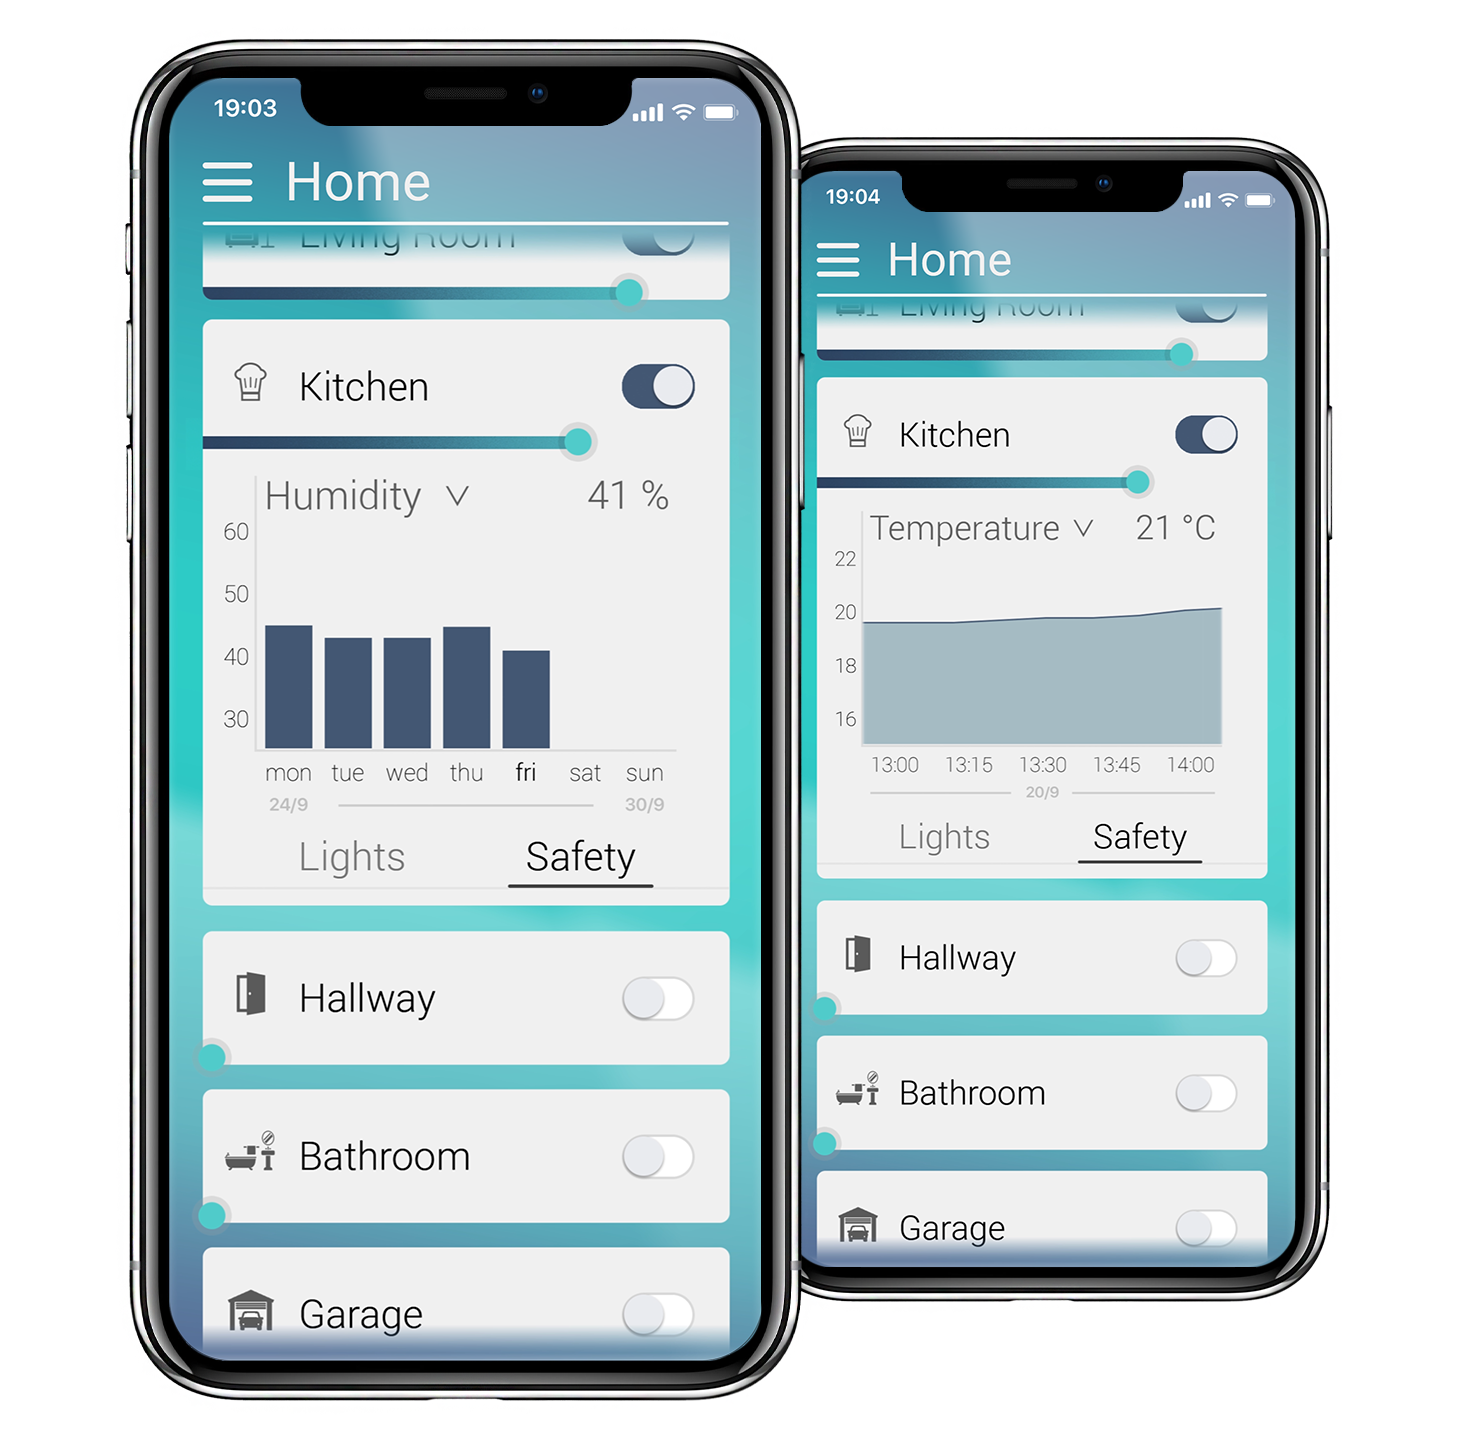 19:03
Home
Living Room
Kitchen
Humidity 41 %
60
50
40
30
mon tue wed thu fri sat sun
24/9 30/9
Lights Safety
Hallway
Bathroom
Garage
19:04
Home
Living Room
Kitchen
Temperature 21 °C
22
20
18
16
13:00 13:15 13:30 13:45 14:00
20/9
Lights Safety
Hallway
Bathroom
Garage